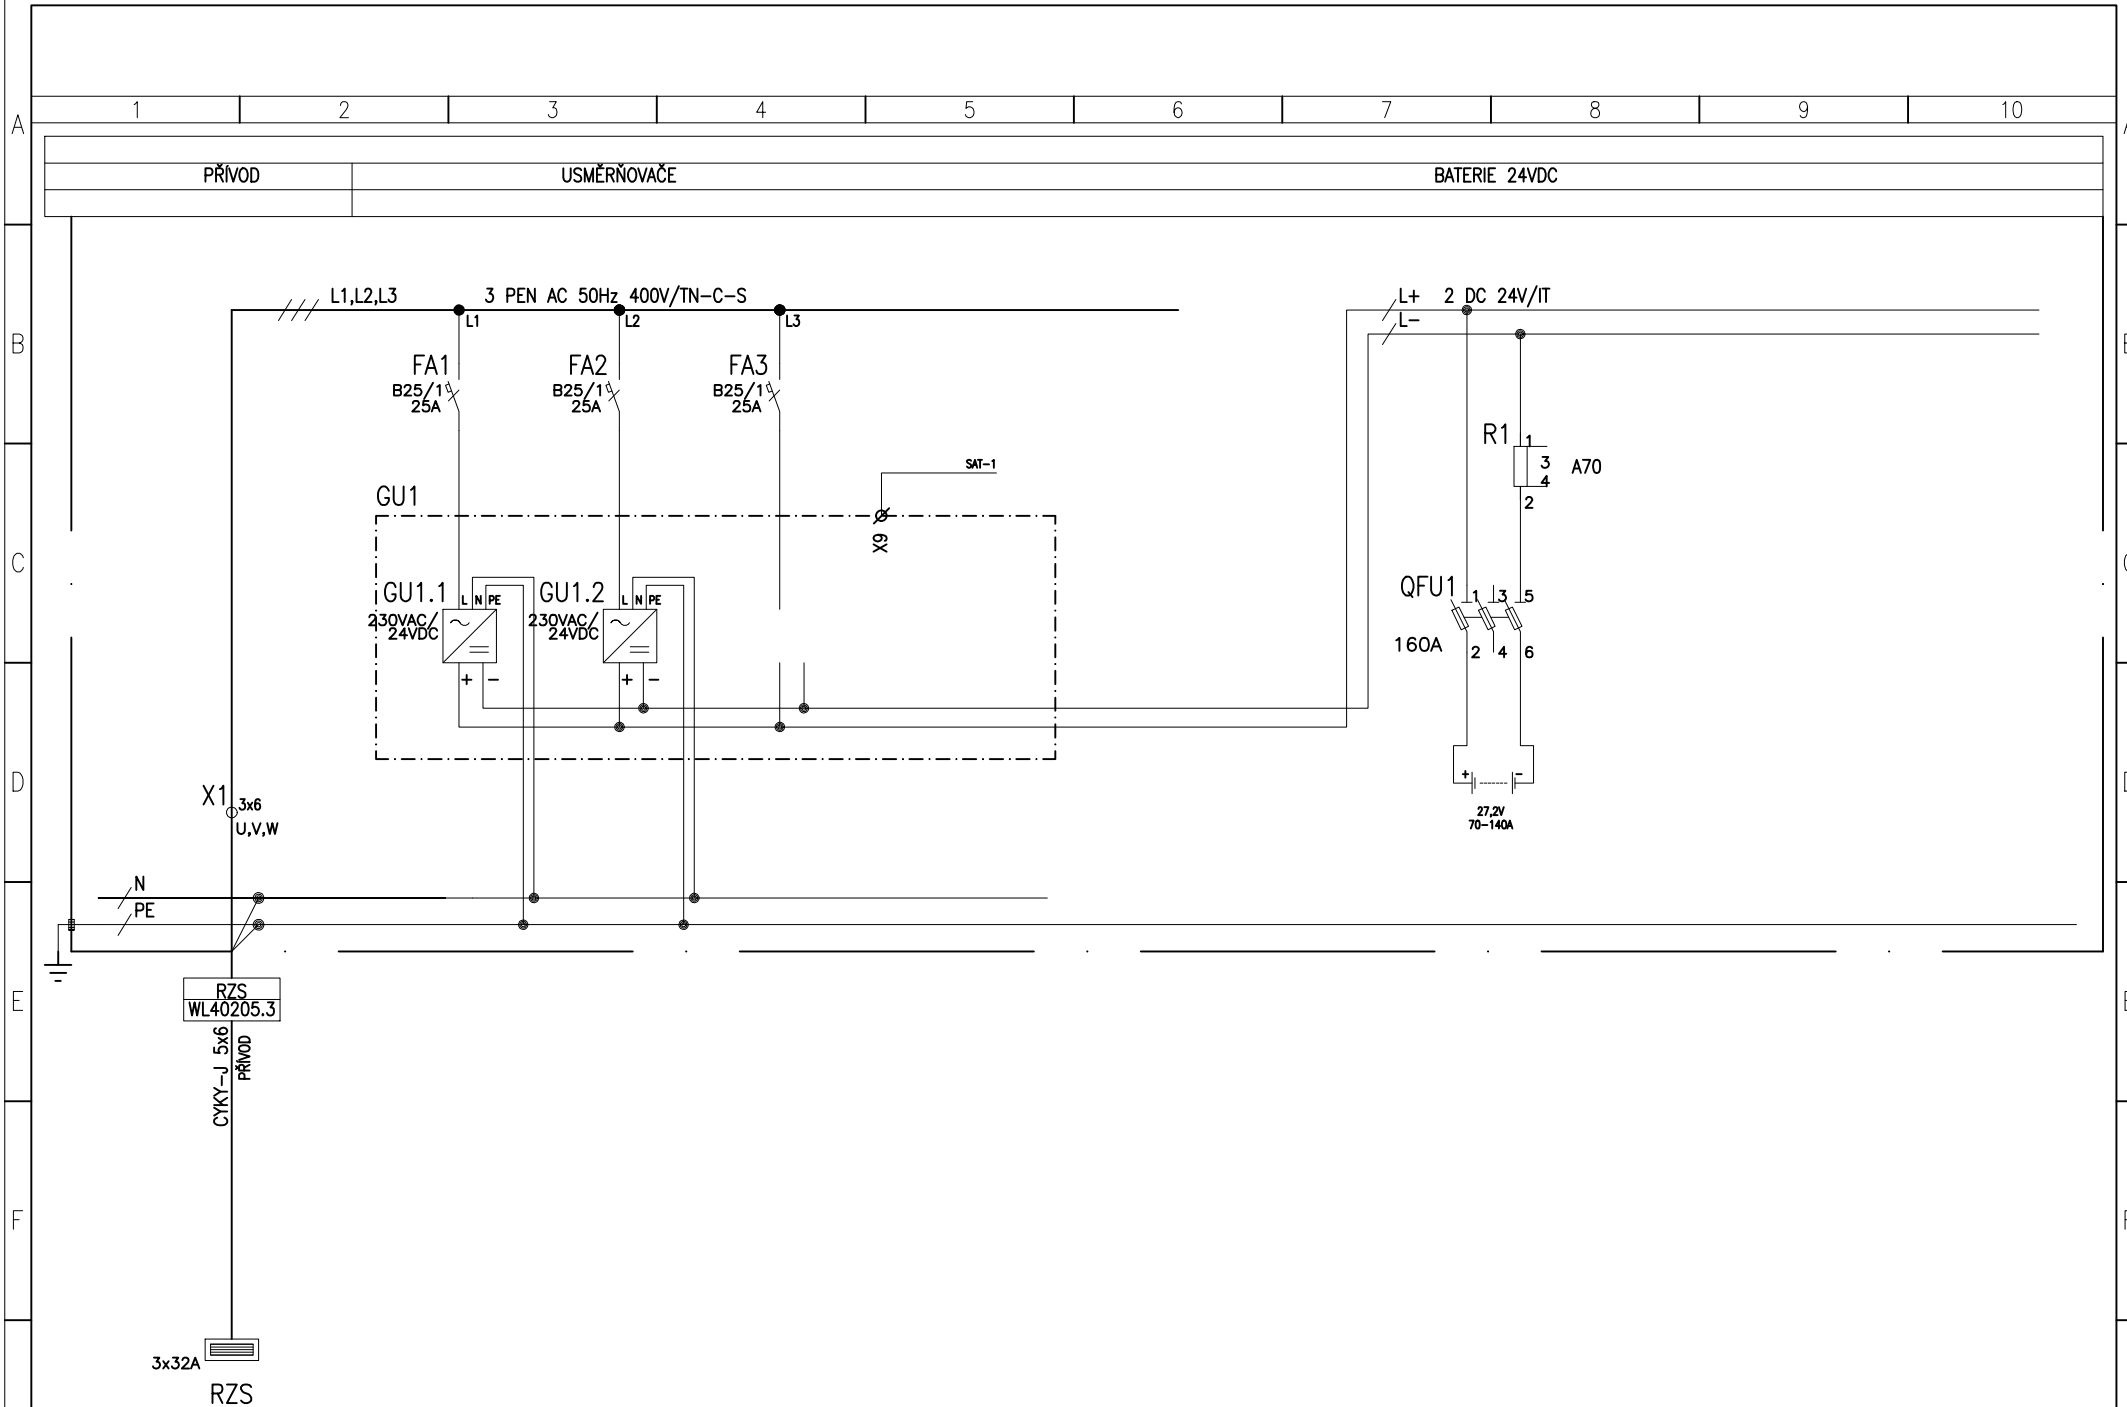 1 2 3 4 5 6 7 8 9 10
A
PŘÍVOD USMĚRŇOVAČE BATERIE 24VDC
L1,L2,L3 3 PEN AC 50Hz 400V/TN-C-S L+ 2 DC 24V/IT
L1 L2 L3 L-
B
FA1 FA2 FA3
B25/1 B25/1 B25/1
25A 25A 25A
R1 1
SAT-1 3 A70
4
GU1 2
X9
C
GU1.1 L N PE GU1.2 L N PE QFU1 1 3 5
230VAC/ 230VAC/
24VDC 24VDC
160A 2 4 6
+ - + -
D
+ -
X1 3x6
U,V,W
27,2V
70-140A
N
PE
RZS
E
WL40205.3
CYKY-J 5x6
PŘÍVOD
F
3x32A
RZS